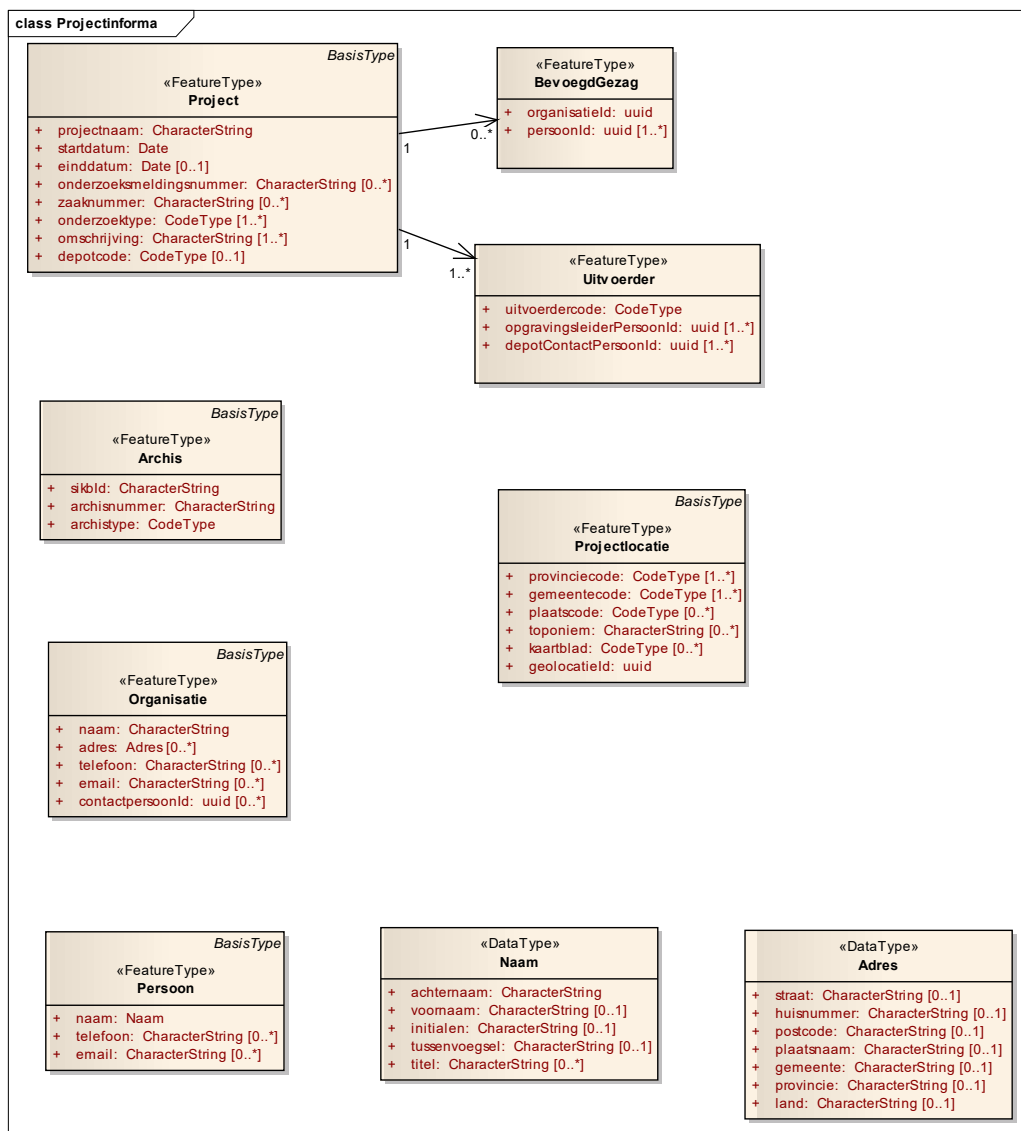 class Projectinforma
BasisType
«FeatureType»
Project
+ projectnaam: CharacterString
+ startdatum: Date
+ einddatum: Date [0..1]
+ onderzoeksmeldingsnummer: CharacterString [0..*]
+ zaaknummer: CharacterString [0..*]
+ onderzoektype: CodeType [1..*]
+ omschrijving: CharacterString [1..*]
+ depotcode: CodeType [0..1]
1
0..*
1
1..*
«FeatureType»
BevoegdGezag
+ organisatieId: uuid
+ persoonId: uuid [1..*]
«FeatureType»
Uitvoerder
+ uitvoerdercode: CodeType
+ opgravingsleiderPersoonId: uuid [1..*]
+ depotContactPersoonId: uuid [1..*]
BasisType
«FeatureType»
Archis
+ sikbId: CharacterString
+ archisnummer: CharacterString
+ archistype: CodeType
BasisType
«FeatureType»
Projectlocatie
+ provinciecode: CodeType [1..*]
+ gemeentecode: CodeType [1..*]
+ plaatscode: CodeType [0..*]
+ toponiem: CharacterString [0..*]
+ kaartblad: CodeType [0..*]
+ geolocatieId: uuid
BasisType
«FeatureType»
Organisatie
+ naam: CharacterString
+ adres: Adres [0..*]
+ telefoon: CharacterString [0..*]
+ email: CharacterString [0..*]
+ contactpersoonId: uuid [0..*]
BasisType
«FeatureType»
Persoon
+ naam: Naam
+ telefoon: CharacterString [0..*]
+ email: CharacterString [0..*]
«DataType»
Naam
+ achternaam: CharacterString
+ voornaam: CharacterString [0..1]
+ initialen: CharacterString [0..1]
+ tussenvoegsel: CharacterString [0..1]
+ titel: CharacterString [0..*]
«DataType»
Adres
+ straat: CharacterString [0..1]
+ huisnummer: CharacterString [0..1]
+ postcode: CharacterString [0..1]
+ plaatsnaam: CharacterString [0..1]
+ gemeente: CharacterString [0..1]
+ provincie: CharacterString [0..1]
+ land: CharacterString [0..1]